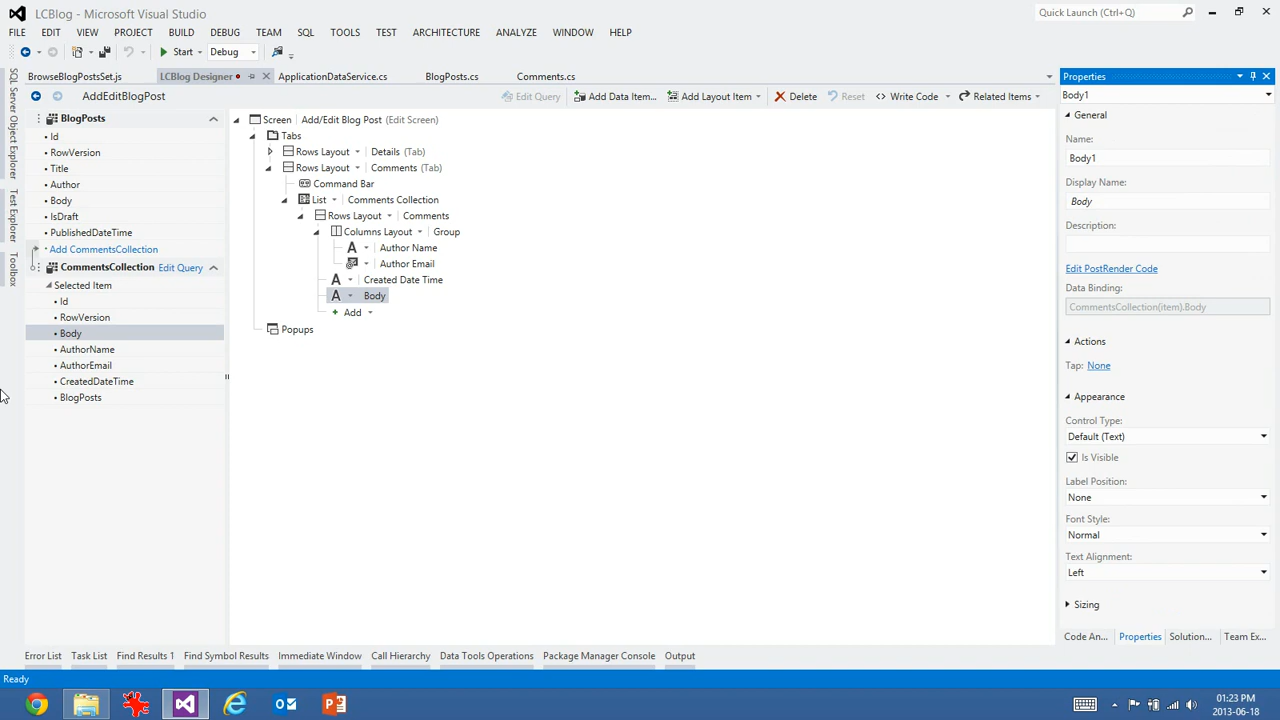 LCBlog - Microsoft Visual Studio
Quick Launch (Ctrl+Q)
FILE EDIT VIEW PROJECT BUILD DEBUG TEAM SQL TOOLS TEST ARCHITECTURE ANALYZE WINDOW HELP
Start Debug
BrowseBlogPostsSet.js LCBlog Designer ApplicationDataService.cs BlogPosts.cs Comments.cs
AddEditBlogPost
Edit Query Add Data Item... Add Layout Item Delete Reset Write Code Related Items
SQL Server Object Explorer
Test Explorer
Toolbox
BlogPosts
Id
RowVersion
Title
Author
Body
IsDraft
PublishedDateTime
Add CommentsCollection
CommentsCollection Edit Query
Selected Item
Id
RowVersion
Body
AuthorName
AuthorEmail
CreatedDateTime
BlogPosts
Screen Add/Edit Blog Post (Edit Screen)
Tabs
Rows Layout Details (Tab)
Rows Layout Comments (Tab)
Command Bar
List Comments Collection
Rows Layout Comments
Columns Layout Group
A Author Name
Author Email
A Created Date Time
A Body
Add
Popups
Properties
Body1
General
Name:
Body1
Display Name:
Body
Description:
Edit PostRender Code
Data Binding:
CommentsCollection(item).Body
Actions
Tap: None
Appearance
Control Type:
Default (Text)
Is Visible
Label Position:
None
Font Style:
Normal
Text Alignment:
Left
Sizing
Code An... Properties Solution... Team Ex...
Error List Task List Find Results 1 Find Symbol Results Immediate Window Call Hierarchy Data Tools Operations Package Manager Console Output
Ready
01:23 PM
2013-06-18